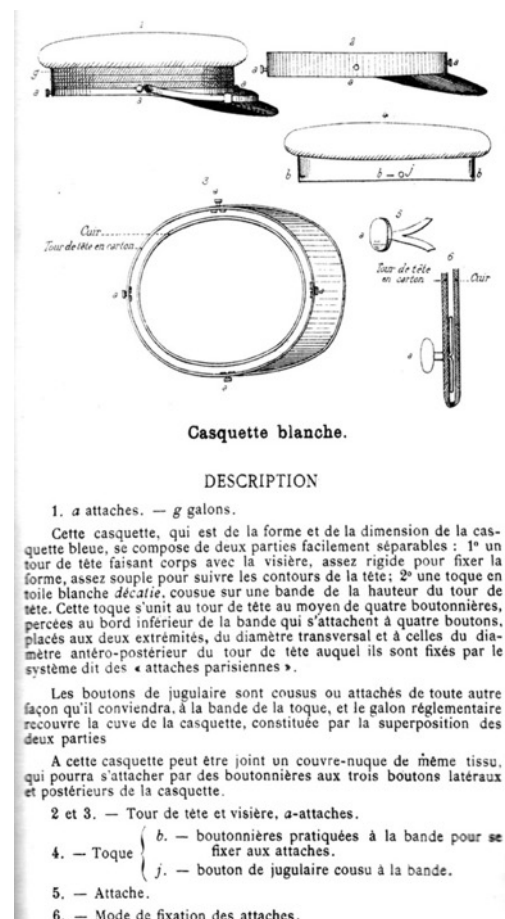 1
2
g
a
a
a
a
a
a
4
b
b
j
b
3
a
Cuir
Tour de tête en carton
a
a
a
5
a
6
Tour de tête
en carton
Cuir
a
Casquette blanche.
DESCRIPTION
1. a attaches. — g galons.
Cette casquette, qui est de la forme et de la dimension de la cas-
quette bleue, se compose de deux parties facilement séparables : 1° un
tour de tête faisant corps avec la visière, assez rigide pour fixer la
forme, assez souple pour suivre les contours de la tête; 2° une toque en
toile blanche décatie, cousue sur une bande de la hauteur du tour de
tête. Cette toque s'unit au tour de tête au moyen de quatre boutonnières,
percées au bord inférieur de la bande qui s'attachent à quatre boutons,
placés aux deux extrémités, du diamètre transversal et à celles du dia-
mètre antéro-postérieur du tour de tête auquel ils sont fixés par le
système dit des « attaches parisiennes ».
Les boutons de jugulaire sont cousus ou attachés de toute autre
façon qu'il conviendra, à la bande de la toque, et le galon réglementaire
recouvre la cuve de la casquette, constituée par la superposition des
deux parties
A cette casquette peut être joint un couvre-nuque de même tissu,
qui pourra s'attacher par des boutonnières aux trois boutons latéraux
et postérieurs de la casquette.
2 et 3. — Tour de tête et visière, a-attaches.
4. — Toque
b. — boutonnières pratiquées à la bande pour se
fixer aux attaches.
j. — bouton de jugulaire cousu à la bande.
5. — Attache.
6. — Mode de fixation des attaches.